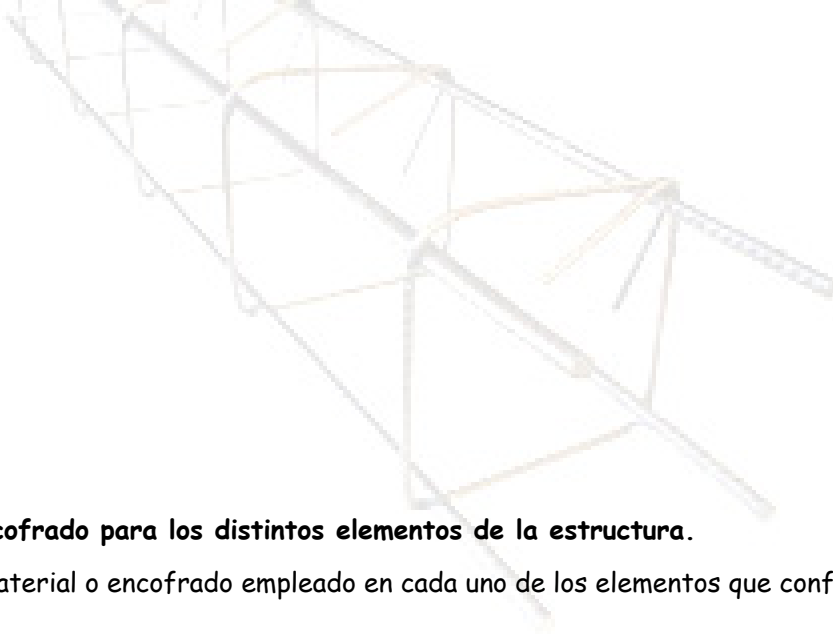 cofrado para los distintos elementos de la estructura.
aterial o encofrado empleado en cada uno de los elementos que conf